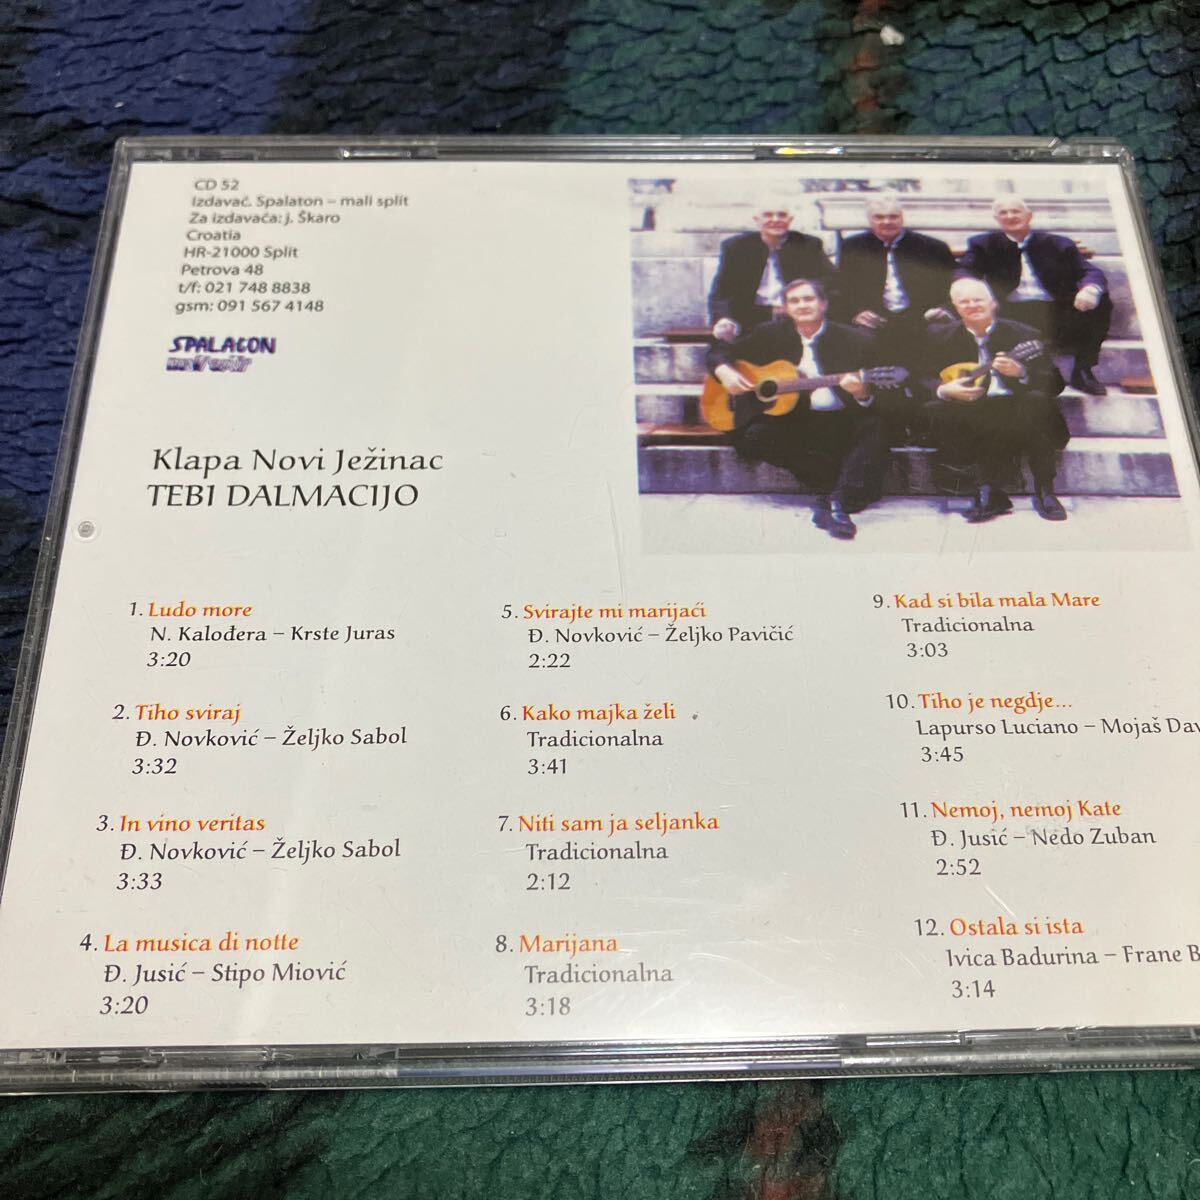 CD 52
Izdavač. Spalaton – mali split
Za izdavača: j. Škaro
Croatia
HR-21000 Split
Petrova 48
t/f: 021 748 8838
gsm: 091 567 4148
SPALATON
Klapa Novi Ježinac
TEBI DALMACIJO
1. Ludo more
N. Kalođera – Krste Juras
3:20
2. Tiho sviraj
Đ. Novković – Željko Sabol
3:32
3. In vino veritas
Đ. Novković – Željko Sabol
3:33
4. La musica di notte
Đ. Jusić – Stipo Miović
3:20
5. Svirajte mi marijači
Đ. Novković – Željko Pavičić
2:22
6. Kako majka želi
Tradicionalna
3:41
7. Niti sam ja seljanka
Tradicionalna
2:12
8. Marijana
Tradicionalna
3:18
9. Kad si bila mala Mare
Tradicionalna
3:03
10. Tiho je negdje...
Lapurso Luciano – Mojaš Dav
3:45
11. Nemoj, nemoj Kate
Đ. Jusić – Nedo Zuban
2:52
12. Ostala si ista
Ivica Badurina – Frane B
3:14